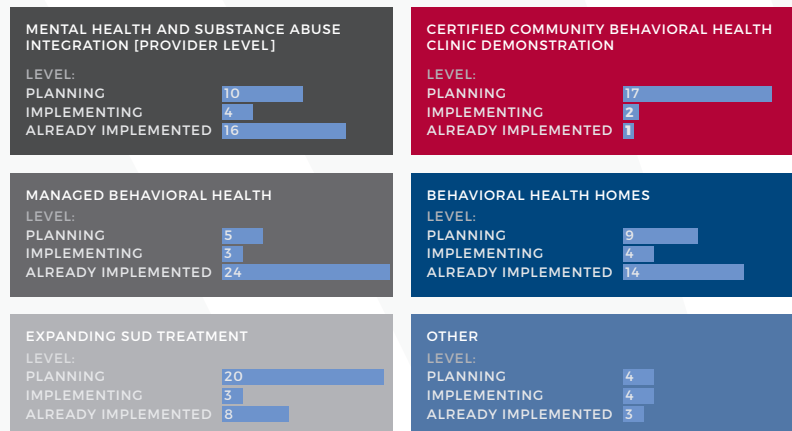 MENTAL HEALTH AND SUBSTANCE ABUSE
INTEGRATION [PROVIDER LEVEL]
LEVEL:
PLANNING 10
IMPLEMENTING 4
ALREADY IMPLEMENTED 16
CERTIFIED COMMUNITY BEHAVIORAL HEALTH
CLINIC DEMONSTRATION
LEVEL:
PLANNING 17
IMPLEMENTING 2
ALREADY IMPLEMENTED 1
MANAGED BEHAVIORAL HEALTH
LEVEL:
PLANNING 5
IMPLEMENTING 3
ALREADY IMPLEMENTED 24
BEHAVIORAL HEALTH HOMES
LEVEL:
PLANNING 9
IMPLEMENTING 4
ALREADY IMPLEMENTED 14
EXPANDING SUD TREATMENT
LEVEL:
PLANNING 20
IMPLEMENTING 3
ALREADY IMPLEMENTED 8
OTHER
LEVEL:
PLANNING 4
IMPLEMENTING 4
ALREADY IMPLEMENTED 3